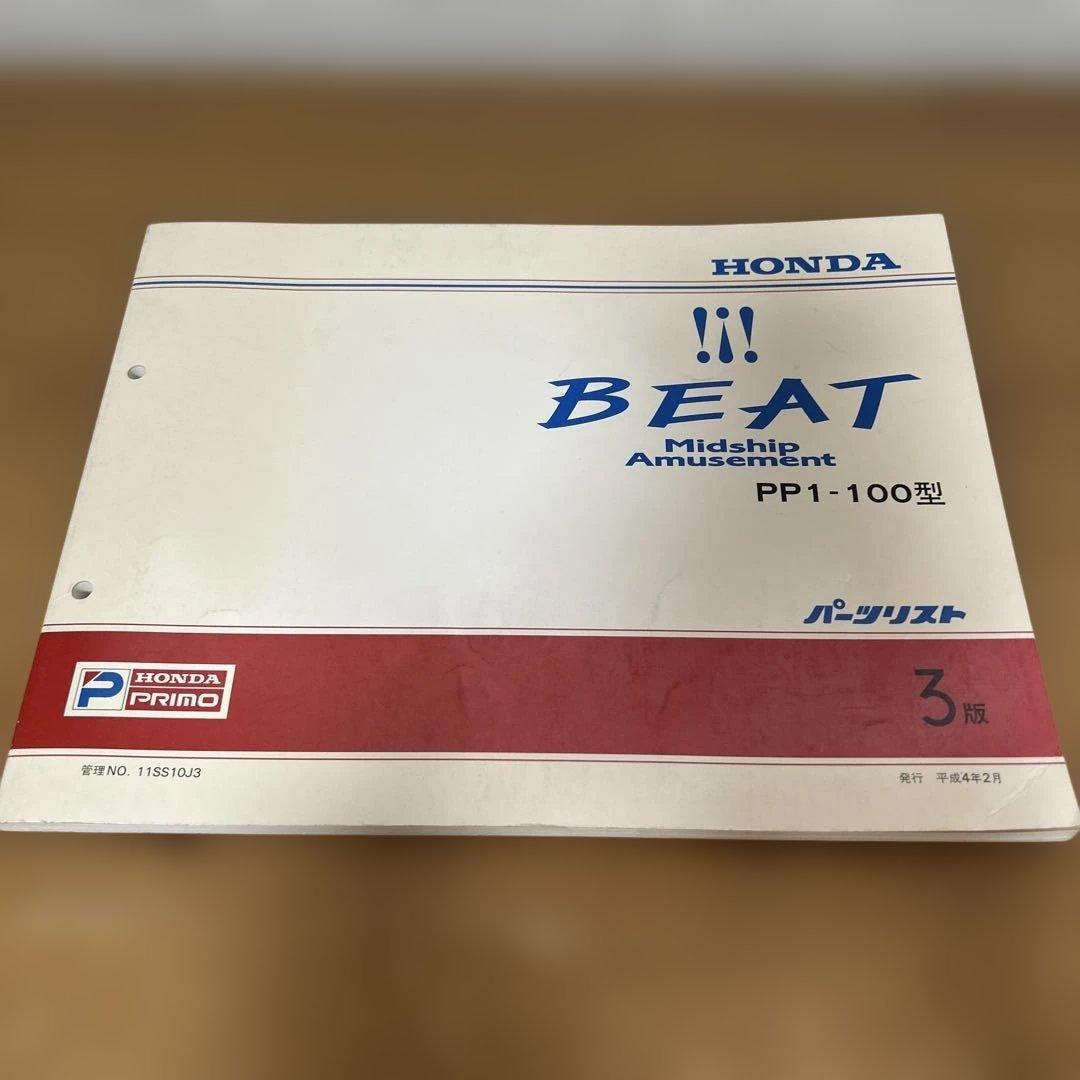 HONDA
!¡!
BEAT
Midship
Amusement
PP1-100型
パーツリスト
HONDA
PRIMO
3版
管理NO. 11SS10J3
発行 平成4年2月